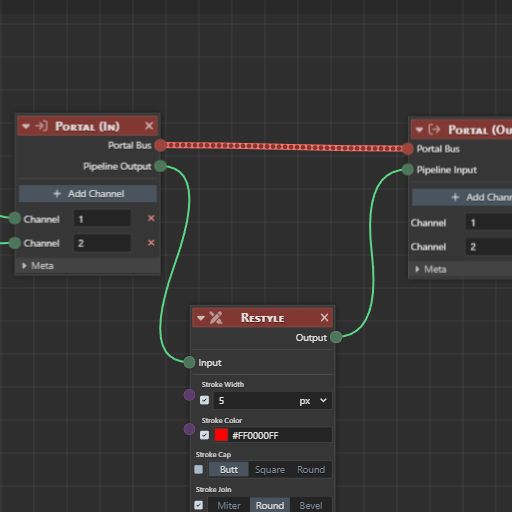 Portal (In)
Portal Bus
Pipeline Output
+ Add Channel
Channel 1
Channel 2
Meta
Portal (Ou
Portal Bus
Pipeline Input
+ Add Chann
Channel 1
Channel 2
Meta
Restyle
Output
Input
Stroke Width
5 px
Stroke Color
#FF0000FF
Stroke Cap
Butt Square Round
Stroke Join
Miter Round Bevel